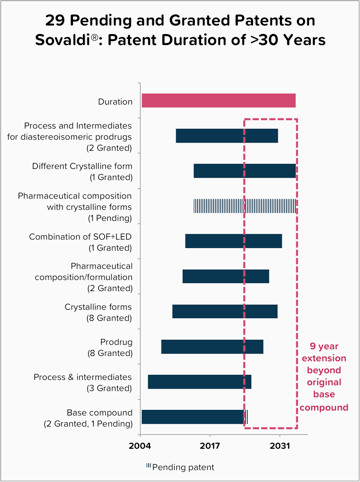 29 Pending and Granted Patents on
Sovaldi®: Patent Duration of >30 Years
Duration
Process and Intermediates
for diastereoisomeric prodrugs
(2 Granted)
Different Crystalline form
(1 Granted)
Pharmaceutical composition
with crystalline forms
(1 Pending)
Combination of SOF+LED
(1 Granted)
Pharmaceutical
composition/formulation
(2 Granted)
Crystalline forms
(8 Granted)
Prodrug
(8 Granted)
Process & intermediates
(3 Granted)
Base compound
(2 Granted, 1 Pending)
9 year
extension
beyond
original
base
compound
2004
2017
2031
Pending patent